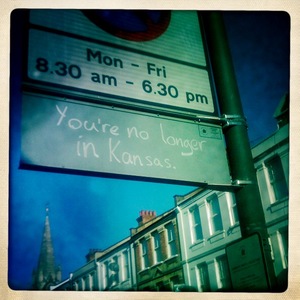 Mon - Fri
8.30 am - 6.30 pm
You're no longer
in Kansas.